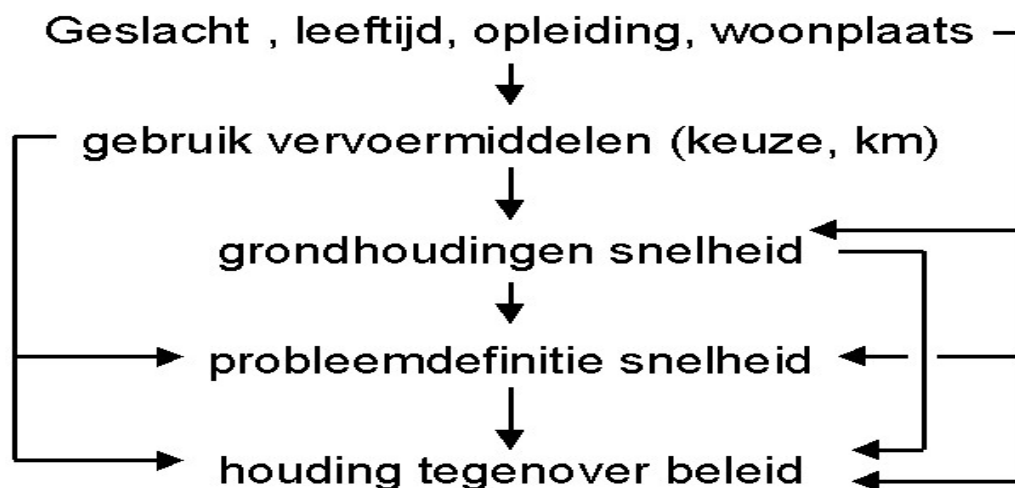 Geslacht , leeftijd, opleiding, woonplaats
gebruik vervoermiddelen (keuze, km)
grondhoudingen snelheid
probleemdefinitie snelheid
houding tegenover beleid